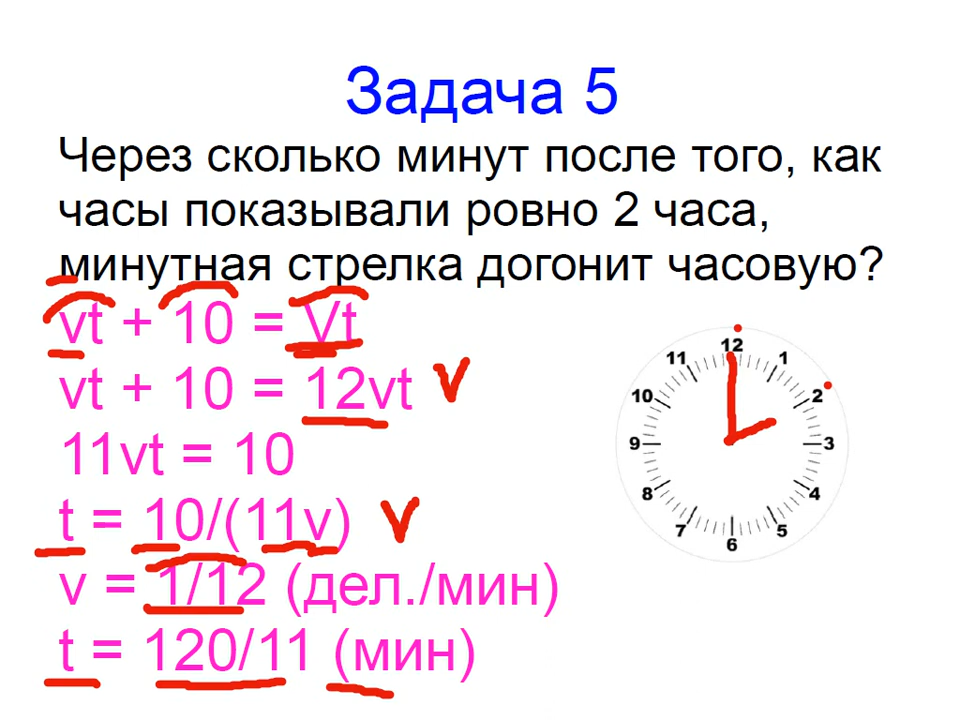 Задача 5
Через сколько минут после того, как
часы показывали ровно 2 часа,
минутная стрелка догонит часовую?
vt + 10 = Vt
vt + 10 = 12vt V
11vt = 10
t = 10/(11v) V
v = 1/12 (дел./мин)
t = 120/11 (мин)
12
1
2
3
4
5
6
7
8
9
10
11